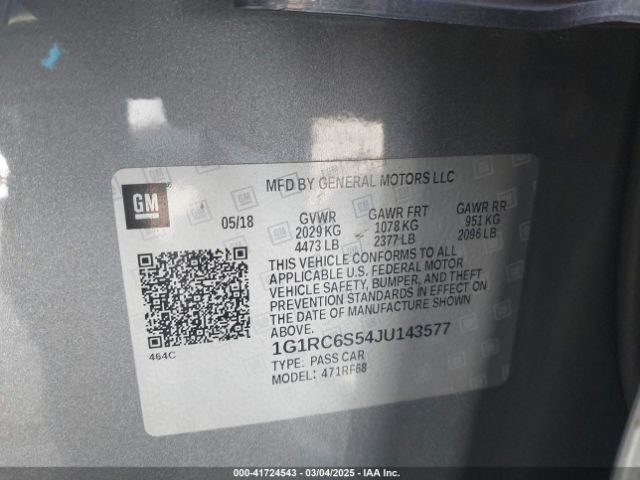 MFD BY GENERAL MOTORS LLC
GM
05/18
GVWR GAWR FRT GAWR RR
2029 KG 1078 KG 951 KG
4473 LB 2377 LB 2096 LB
THIS VEHICLE CONFORMS TO ALL
APPLICABLE U.S. FEDERAL MOTOR
VEHICLE SAFETY, BUMPER, AND THEFT
PREVENTION STANDARDS IN EFFECT ON
THE DATE OF MANUFACTURE SHOWN
ABOVE.
464C
1G1RC6S54JU143577
TYPE: PASS CAR
MODEL: 471RF68
000-41724543 - 03/04/2025 - IAA Inc.